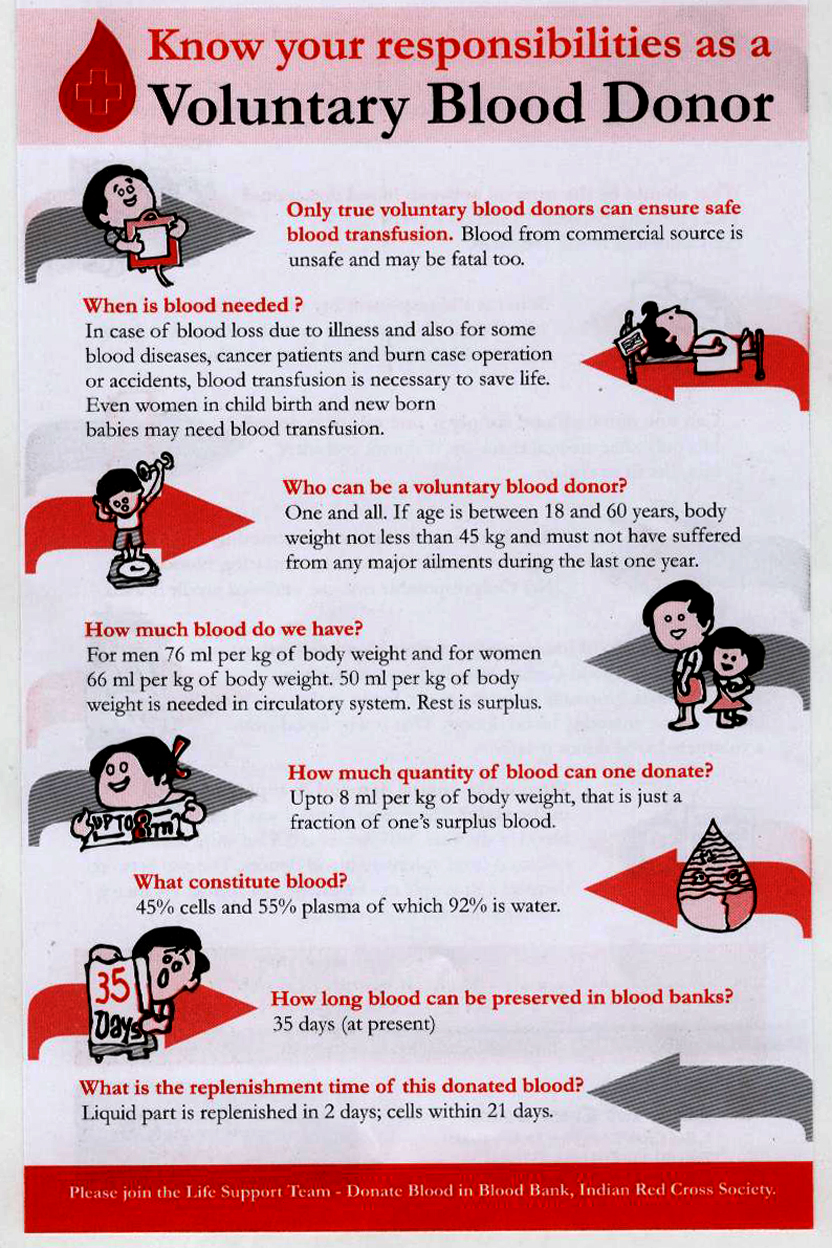 Know your responsibilities as a
Voluntary Blood Donor
Only true voluntary blood donors can ensure safe
blood transfusion. Blood from commercial source is
unsafe and may be fatal too.
When is blood needed ?
In case of blood loss due to illness and also for some
blood diseases, cancer patients and burn case operation
or accidents, blood transfusion is necessary to save life.
Even women in child birth and new born
babies may need blood transfusion.
Who can be a voluntary blood donor?
One and all. If age is between 18 and 60 years, body
weight not less than 45 kg and must not have suffered
from any major ailments during the last one year.
How much blood do we have?
For men 76 ml per kg of body weight and for women
66 ml per kg of body weight. 50 ml per kg of body
weight is needed in circulatory system. Rest is surplus.
How much quantity of blood can one donate?
Upto 8 ml per kg of body weight, that is just a
fraction of one's surplus blood.
UPTO 8
What constitute blood?
45% cells and 55% plasma of which 92% is water.
35
Days
How long blood can be preserved in blood banks?
35 days (at present)
What is the replenishment time of this donated blood?
Liquid part is replenished in 2 days; cells within 21 days.
Please join the Life Support Team - Donate Blood in Blood Bank, Indian Red Cross Society.